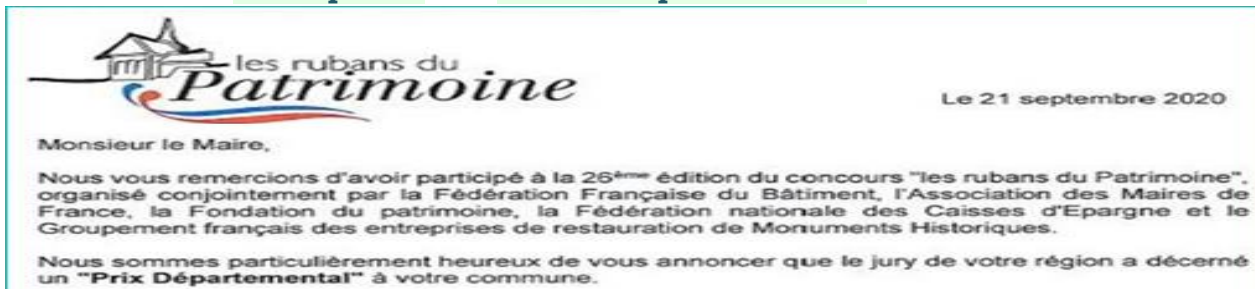 les rubans du
Patrimoine
Le 21 septembre 2020
Monsieur le Maire,
Nous vous remercions d'avoir participé à la 26ème édition du concours "les rubans du Patrimoine",
organisé conjointement par la Fédération Française du Bâtiment, l'Association des Maires de
France, la Fondation du patrimoine, la Fédération nationale des Caisses d'Epargne et le
Groupement français des entreprises de restauration de Monuments Historiques.
Nous sommes particulièrement heureux de vous annoncer que le jury de votre région a décerné
un "Prix Départemental" à votre commune.